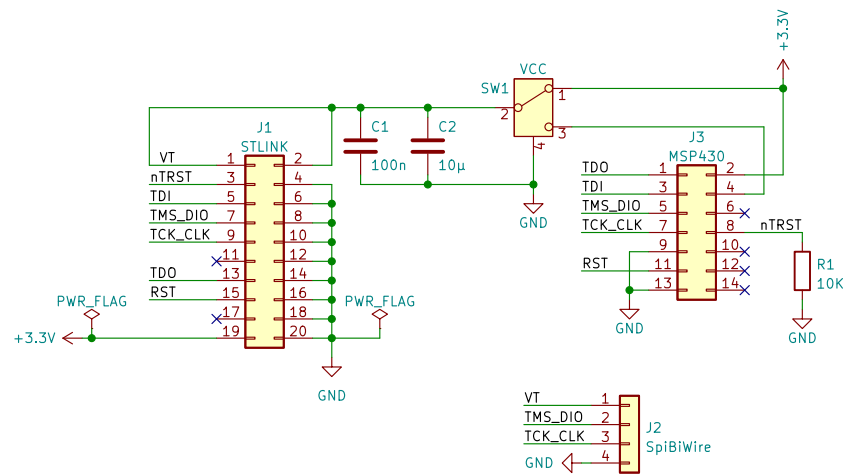 +3.3V
VCC
SW1
1
2
3
4
GND
C1
100n
C2
10µ
J1
STLINK
VT 1 2
nTRST 3 4
TDI 5 6
TMS_DIO 7 8
TCK_CLK 9 10
11 12
TDO 13 14
RST 15 16
17 18
19 20
PWR_FLAG
+3.3V
PWR_FLAG
GND
J3
MSP430
TDO 1 2
TDI 3 4
TMS_DIO 5 6
TCK_CLK 7 8 nTRST
9 10
RST 11 12
13 14
GND
R1
10K
GND
VT 1
TMS_DIO 2
TCK_CLK 3
GND 4
J2
SpiBiWire